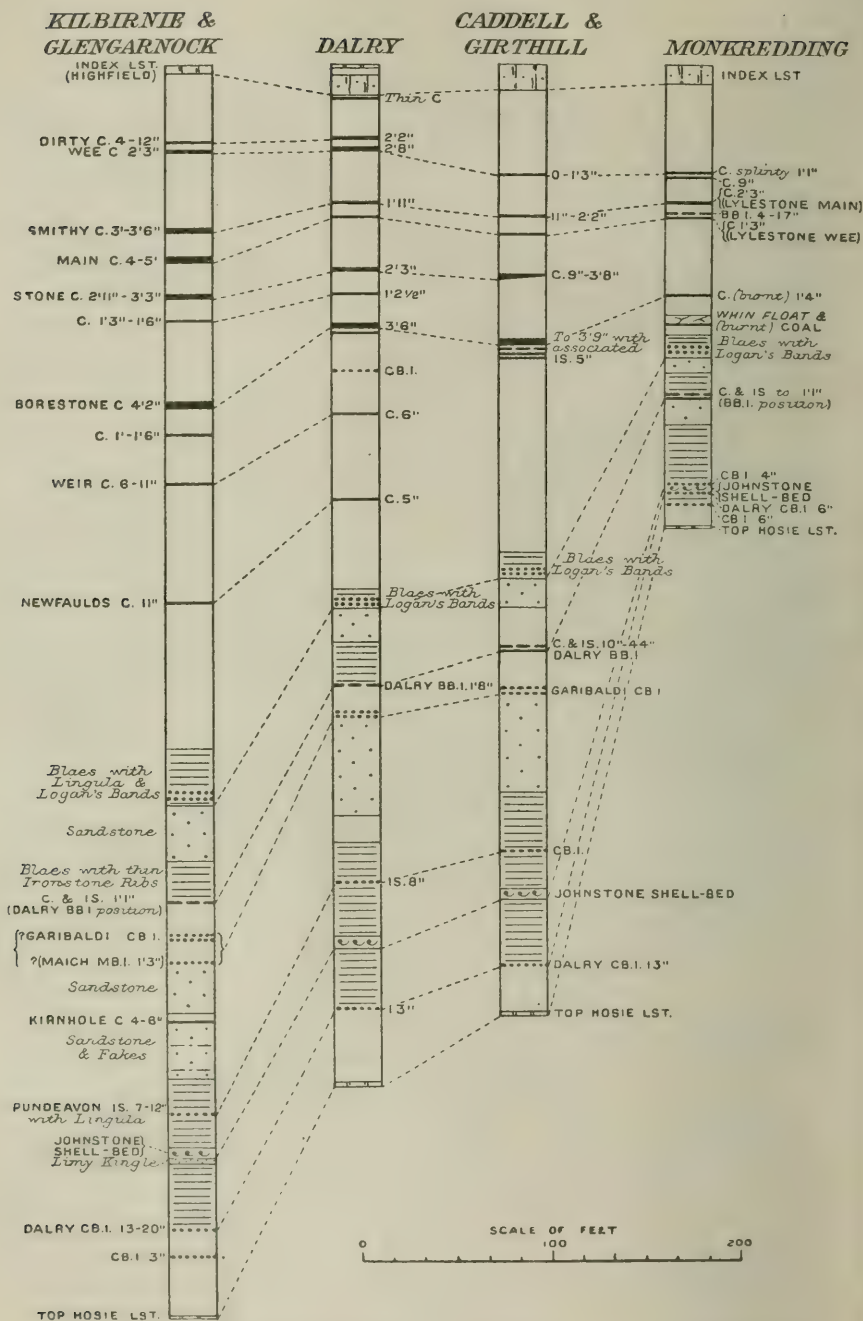 KILBIRNIE &
GLENGARNOCK
DALRY
CADDELL &
GIRTHILL
MONKREDDING
INDEX LST.
(HIGHFIELD)
DIRTY C. 4-12"
WEE C 2'3"
SMITHY C. 3'-3'6"
MAIN C. 4-5'
STONE C. 2'11"-3'3"
C. 1'3"-1'6"
BORESTONE C 4'2"
C. 1'-1'6"
WEIR C. 6-11"
NEWFAULDS C. 11"
Blaes with
Lingula &
Logan's Bands
Sandstone
Blaes with thin
Ironstone Ribs
C. & IS. 1'1"
(DALRY BB I position)
?GARIBALDI CB I.
?(MAICH MB.I. 1'3")
Sandstone
KIRNHOLE C 4-6"
Sandstone
& Fakes
PUNDEAVON IS. 7-12"
with Lingula
JOHNSTONE
SHELL-BED
Limy Kingle
DALRY CB.I. 13-20"
CB.I 3"
TOP HOSIE LST.
Thin C
2'2"
2'8"
1'11"
2'3"
1'2½"
3'6"
CB.I.
C. 6"
C. 5"
Blaes with
Logan's Bands
DALRY BB.I. 1'8"
IS. 8"
13"
0-1'3"
11"-2'2"
C. 9"-3'8"
To 3'9" with
associated
IS. 5"
Blaes with
Logan's Bands
C. & IS. 10"-44"
DALRY BB.I
GARIBALDI CB I
CB.I.
JOHNSTONE SHELL-BED
DALRY CB.I. 13"
TOP HOSIE LST.
INDEX LST
C. splinty 1'1"
C. 9"
C. 2'3"
(LYLESTONE MAIN)
BB I. 4-17"
C 1'3"
(LYLESTONE WEE)
C. (burnt) 1'4"
WHIN FLOAT &
(burnt) COAL
Blaes with
Logan's Bands
C. & IS to 1'1"
(BB.I. position)
CB I 4"
JOHNSTONE
SHELL-BED
DALRY CB.I 6"
CB I 6"
TOP HOSIE LST.
SCALE OF FEET
0
100
200